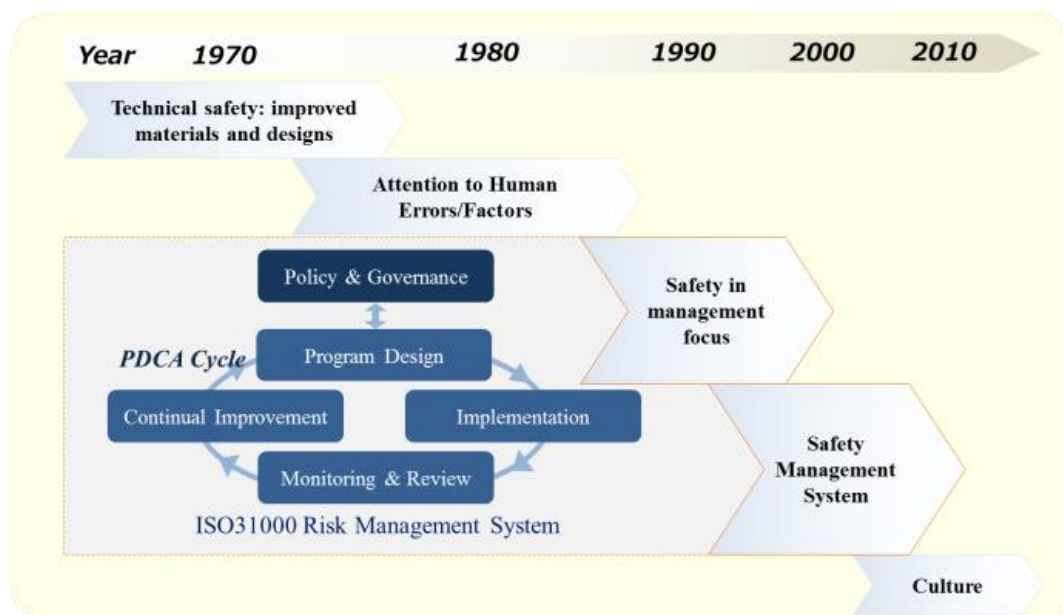 Year 1970 1980 1990 2000 2010
Technical safety: improved
materials and designs
Attention to Human
Errors/Factors
Policy & Governance
Safety in
management
focus
PDCA Cycle
Program Design
Continual Improvement
Implementation
Monitoring & Review
ISO31000 Risk Management System
Safety
Management
System
Culture